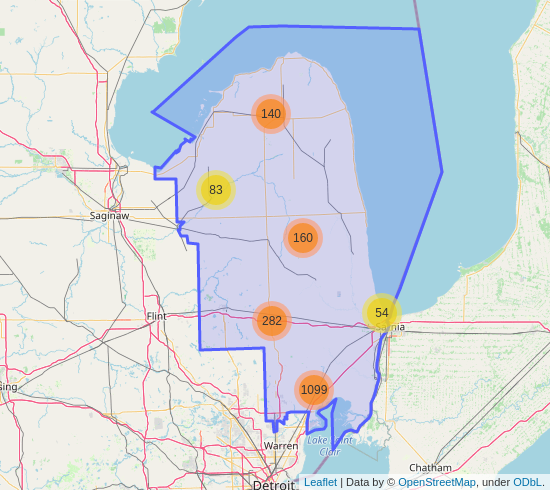 140
83
Saginaw
160
Flint
282
54
Sarnia
1099
Warren
Lake Saint
Clair
Chatham
Detroit
Leaflet | Data by © OpenStreetMap, under ODbL.